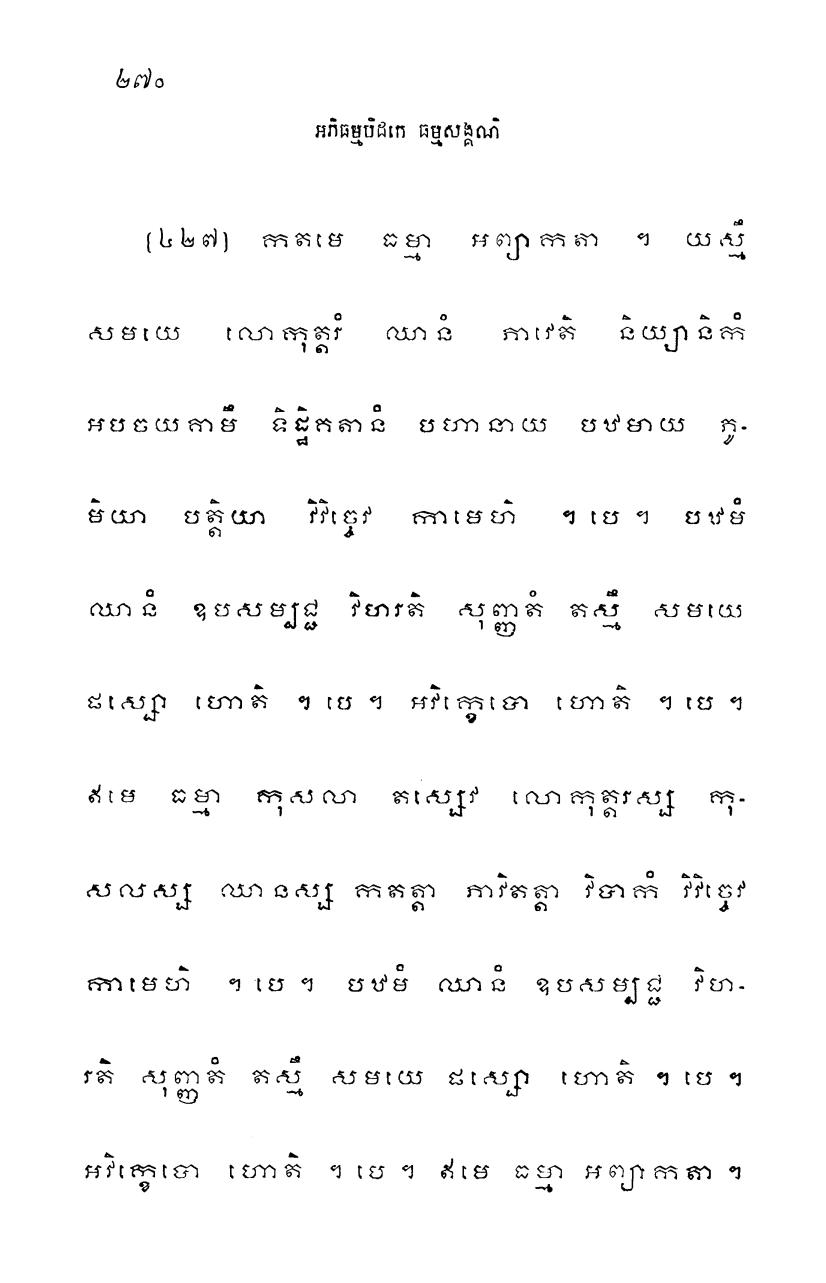 ២៧០
អភិធម្មបិដកេ ធម្មសង្គណិ
(៤២៧) កតមេ ធម្មា អព្យាកតា ។ យស្មឹ
សមយេ លោកុត្តរំ ឈានំ ភាវេតិ និយ្យានិកំ
អបចយគាមឹ ទិដ្ឋិគតានំ បហានាយ បឋមាយ ភូ-
មិយា បត្តិយា វិវិច្ចេវ កាមេហិ ។ បេ ។ បឋមំ
ឈានំ ឧបសម្បជ្ជ វិហរតិ សុញ្ញតំ តស្មឹ សមយេ
ផស្សោ ហោតិ ។ បេ ។ អវិក្ខេបោ ហោតិ ។ បេ ។
ឥមេ ធម្មា កុសលា តស្សេវ លោកុត្តរស្ស កុ-
សលស្ស ឈានស្ស កតត្តា ភាវិតត្តា វិបាកំ វិវិច្ចេវ
កាមេហិ ។ បេ ។ បឋមំ ឈានំ ឧបសម្បជ្ជ វិហ-
រតិ សុញ្ញតំ តស្មឹ សមយេ ផស្សោ ហោតិ ។ បេ ។
អវិក្ខេបោ ហោតិ ។ បេ ។ ឥមេ ធម្មា អព្យាកតា ។